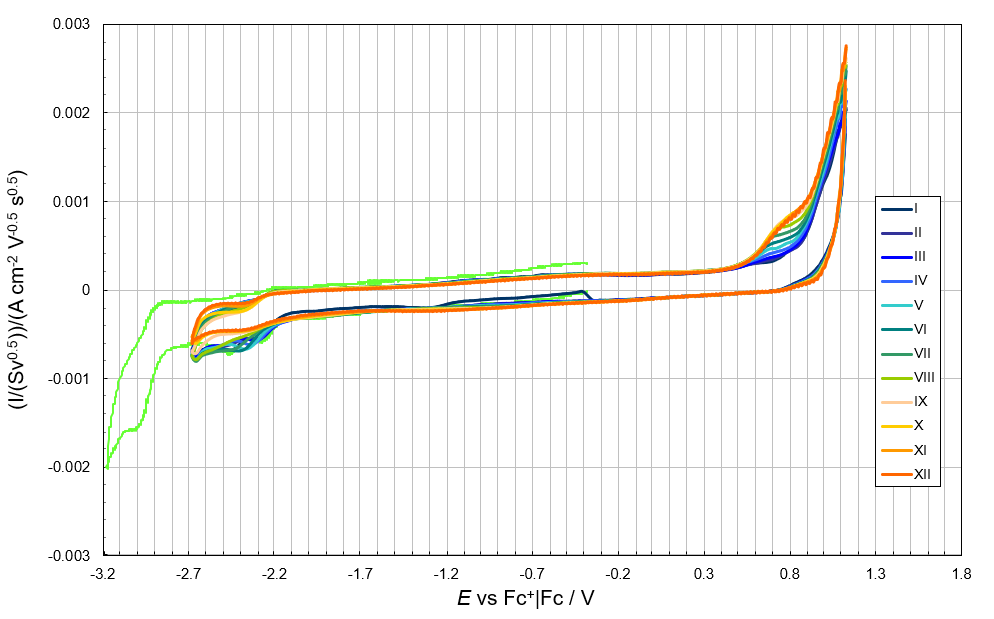 0.003
0.002
0.001
0
-0.001
-0.002
-0.003
(I/(Sv^0.5))/(A cm^-2 V^-0.5 s^0.5)
-3.2 -2.7 -2.2 -1.7 -1.2 -0.7 -0.2 0.3 0.8 1.3 1.8
E vs Fc⁺|Fc / V
I
II
III
IV
V
VI
VII
VIII
IX
X
XI
XII